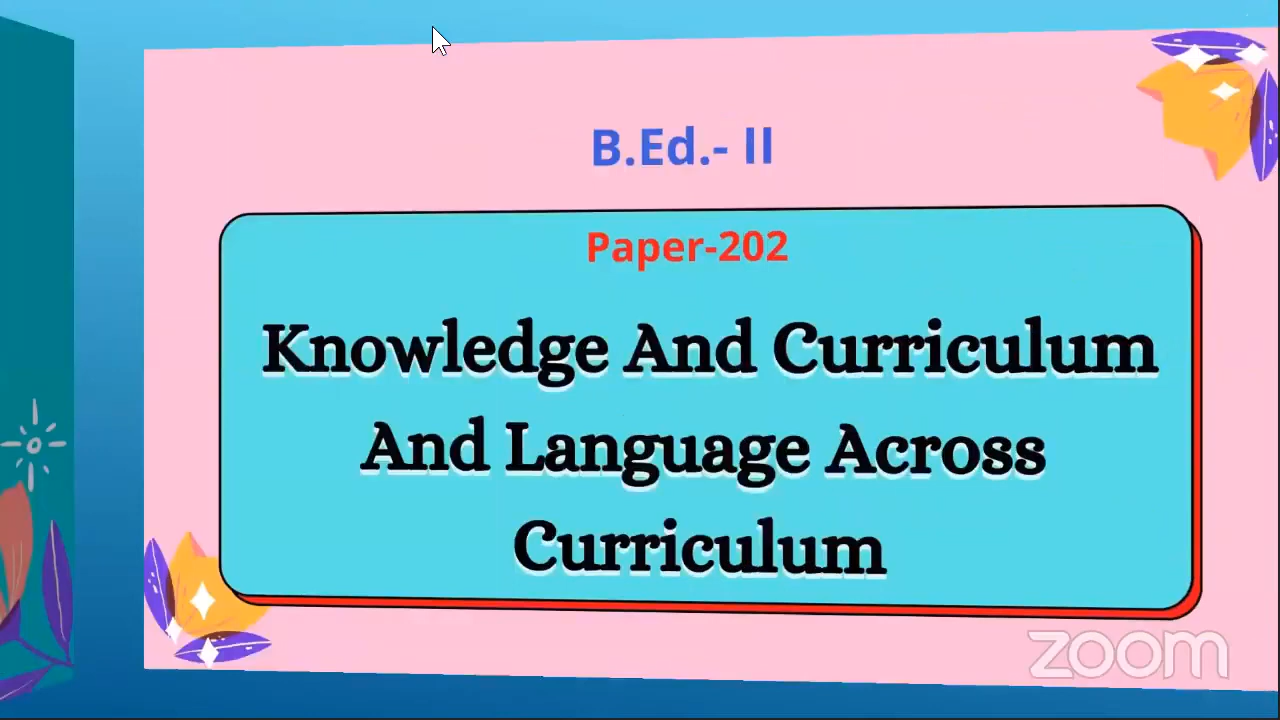 B.Ed.- II
Paper-202
Knowledge And Curriculum
And Language Across
Curriculum
zoom